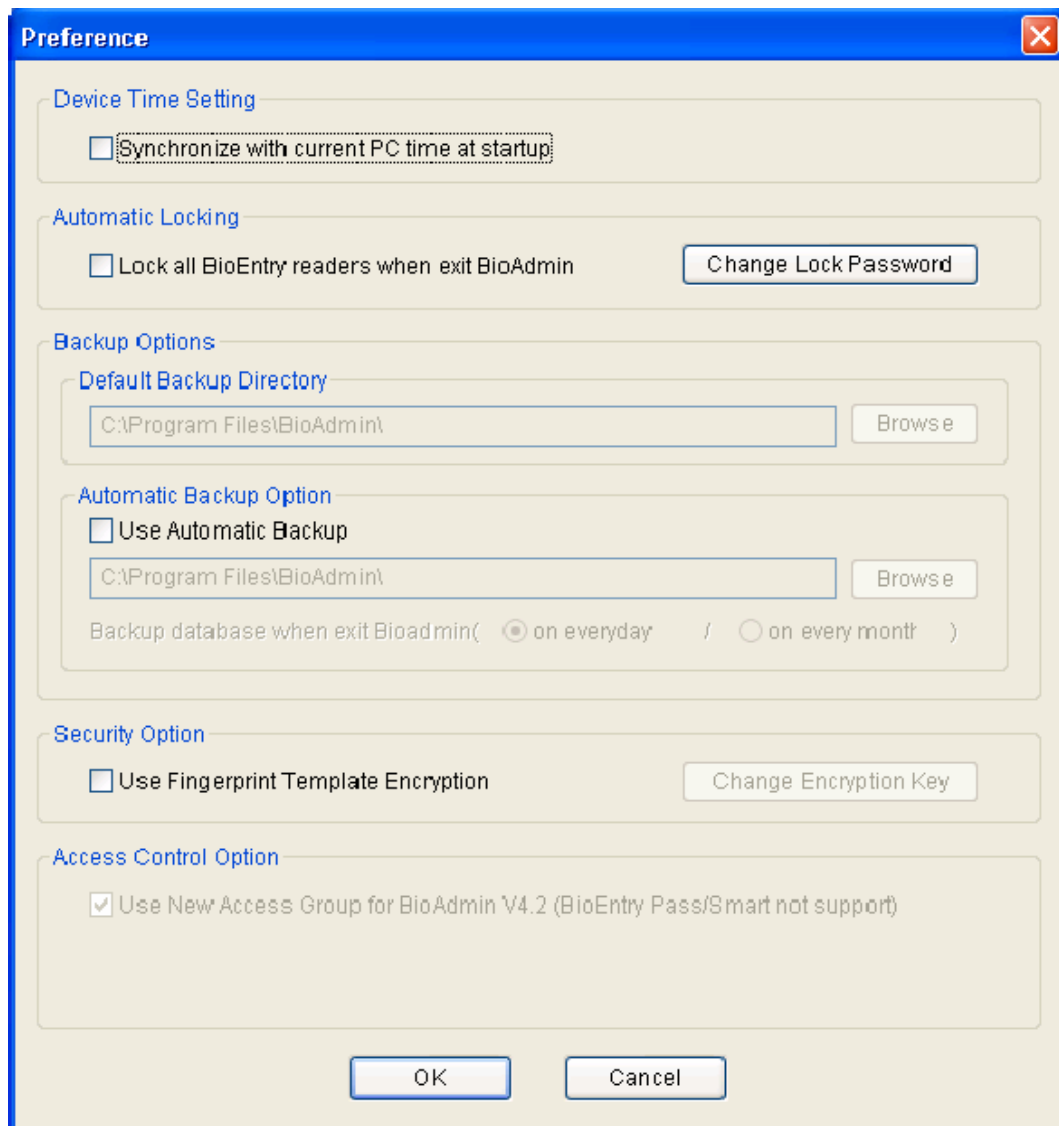 Preference
Device Time Setting
Synchronize with current PC time at startup
Automatic Locking
Lock all BioEntry readers when exit BioAdmin Change Lock Password
Backup Options
Default Backup Directory
C:\Program Files\BioAdmin\ Browse
Automatic Backup Option
Use Automatic Backup
C:\Program Files\BioAdmin\ Browse
Backup database when exit Bioadmin( on everyday / on every month )
Security Option
Use Fingerprint Template Encryption Change Encryption Key
Access Control Option
Use New Access Group for BioAdmin V4.2 (BioEntry Pass/Smart not support)
OK Cancel